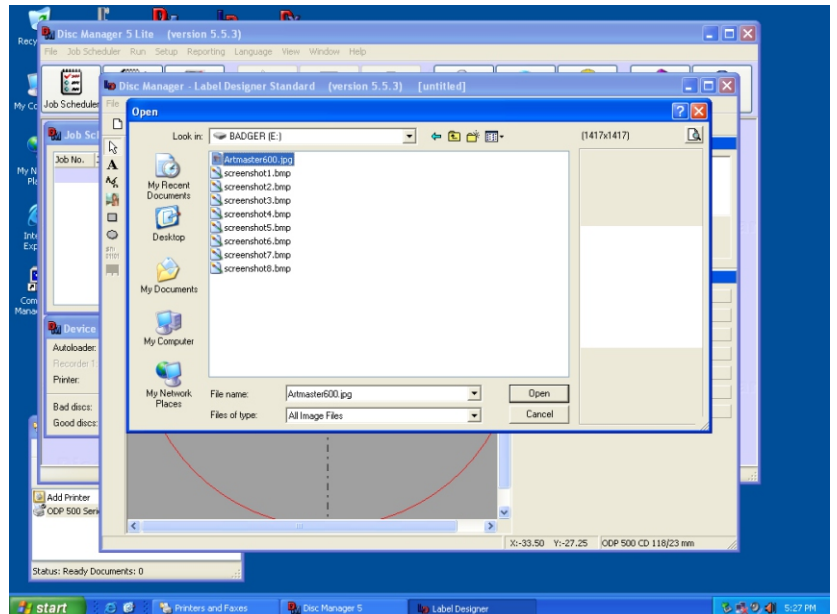 Disc Manager 5 Lite (version 5.5.3)
File Job Scheduler Run Setup Reporting Language View Window Help
Job Scheduler
Disc Manager - Label Designer Standard (version 5.5.3) [untitled]
File
Open
Look in: BADGER (E:)
(1417x1417)
My Recent Documents
Desktop
My Documents
My Computer
My Network Places
Artmaster600.jpg
screenshot1.bmp
screenshot2.bmp
screenshot3.bmp
screenshot4.bmp
screenshot5.bmp
screenshot6.bmp
screenshot7.bmp
screenshot8.bmp
File name: Artmaster600.jpg Open
Files of type: All Image Files Cancel
Job No.
Device
Autoloader:
Recorder 1:
Printer:
Bad discs:
Good discs:
Add Printer
ODP 500 Seri
X:-33.50 Y:-27.25 ODP 500 CD 118/23 mm
Status: Ready Documents: 0
start Printers and Faxes Disc Manager 5 Label Designer 5:27 PM